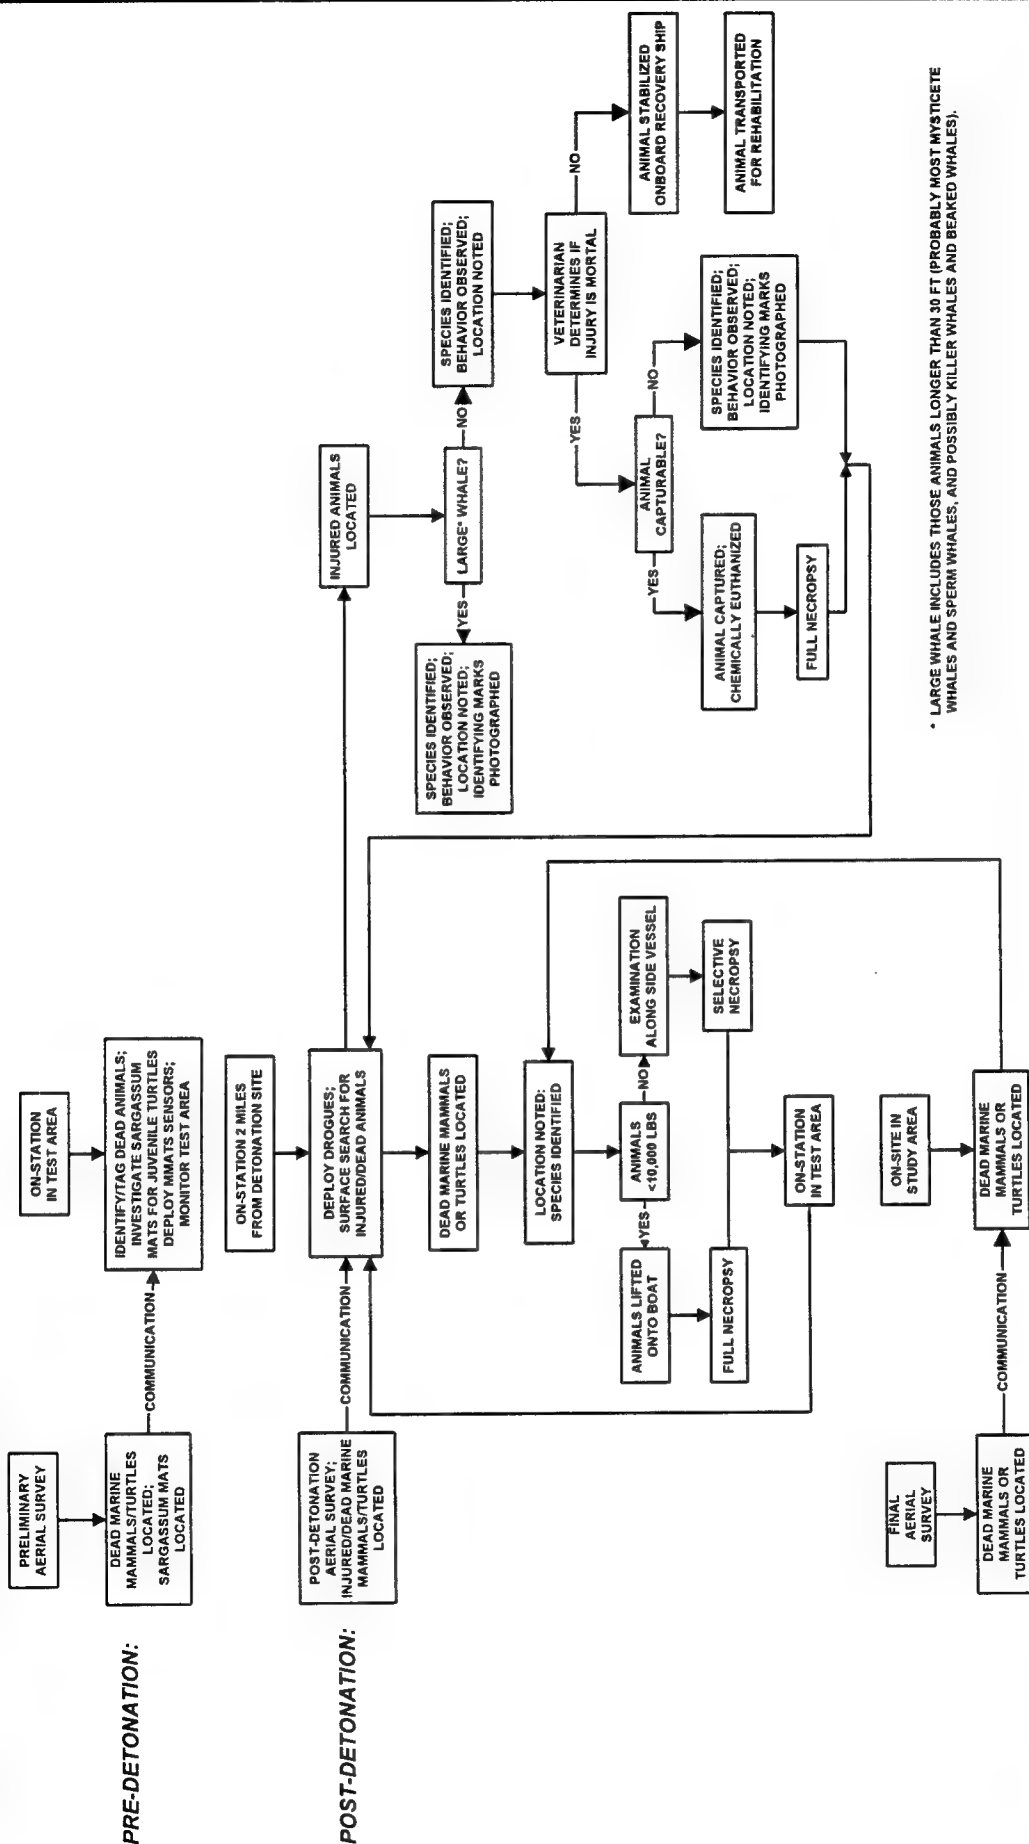 PRE-DETONATION:
PRELIMINARY
AERIAL SURVEY
DEAD MARINE
MAMMALS/TURTLES
LOCATED;
SARGASSUM MATS
LOCATED
COMMUNICATION
ON-STATION
IN TEST AREA
IDENTIFY/TAG DEAD ANIMALS;
INVESTIGATE SARGASSUM
MATS FOR JUVENILE TURTLES
DEPLOY MMATS SENSORS;
MONITOR TEST AREA
POST-DETONATION:
POST-DETONATION
AERIAL SURVEY;
INJURED/DEAD MARINE
MAMMALS/TURTLES
LOCATED
COMMUNICATION
ON-STATION 2 MILES
FROM DETONATION SITE
DEPLOY DROGUES;
SURFACE SEARCH FOR
INJURED/DEAD ANIMALS
DEAD MARINE MAMMALS
OR TURTLES LOCATED
LOCATION NOTED:
SPECIES IDENTIFIED
ANIMALS
<10,000 LBS
YES
NO
ANIMALS LIFTED
ONTO BOAT
FULL NECROPSY
EXAMINATION
ALONG SIDE VESSEL
SELECTIVE
NECROPSY
ON-STATION
IN TEST AREA
INJURED ANIMALS
LOCATED
LARGE* WHALE?
YES
NO
SPECIES IDENTIFIED;
BEHAVIOR OBSERVED;
LOCATION NOTED;
IDENTIFYING MARKS
PHOTOGRAPHED
SPECIES IDENTIFIED;
BEHAVIOR OBSERVED;
LOCATION NOTED
VETERINARIAN
DETERMINES IF
INJURY IS MORTAL
YES
NO
ANIMAL
CAPTURABLE?
YES
NO
ANIMAL CAPTURED;
CHEMICALLY EUTHANIZED
FULL NECROPSY
SPECIES IDENTIFIED;
BEHAVIOR OBSERVED;
LOCATION NOTED;
IDENTIFYING MARKS
PHOTOGRAPHED
ANIMAL STABILIZED
ONBOARD RECOVERY SHIP
ANIMAL TRANSPORTED
FOR REHABILITATION
FINAL
AERIAL
SURVEY
DEAD MARINE
MAMMALS OR
TURTLES LOCATED
COMMUNICATION
ON-SITE IN
STUDY AREA
DEAD MARINE
MAMMALS OR
TURTLES LOCATED
* LARGE WHALE INCLUDES THOSE ANIMALS LONGER THAN 30 FT (PROBABLY MOST MYSTICETE
WHALES AND SPERM WHALES, AND POSSIBLY KILLER WHALES AND BEAKED WHALES).